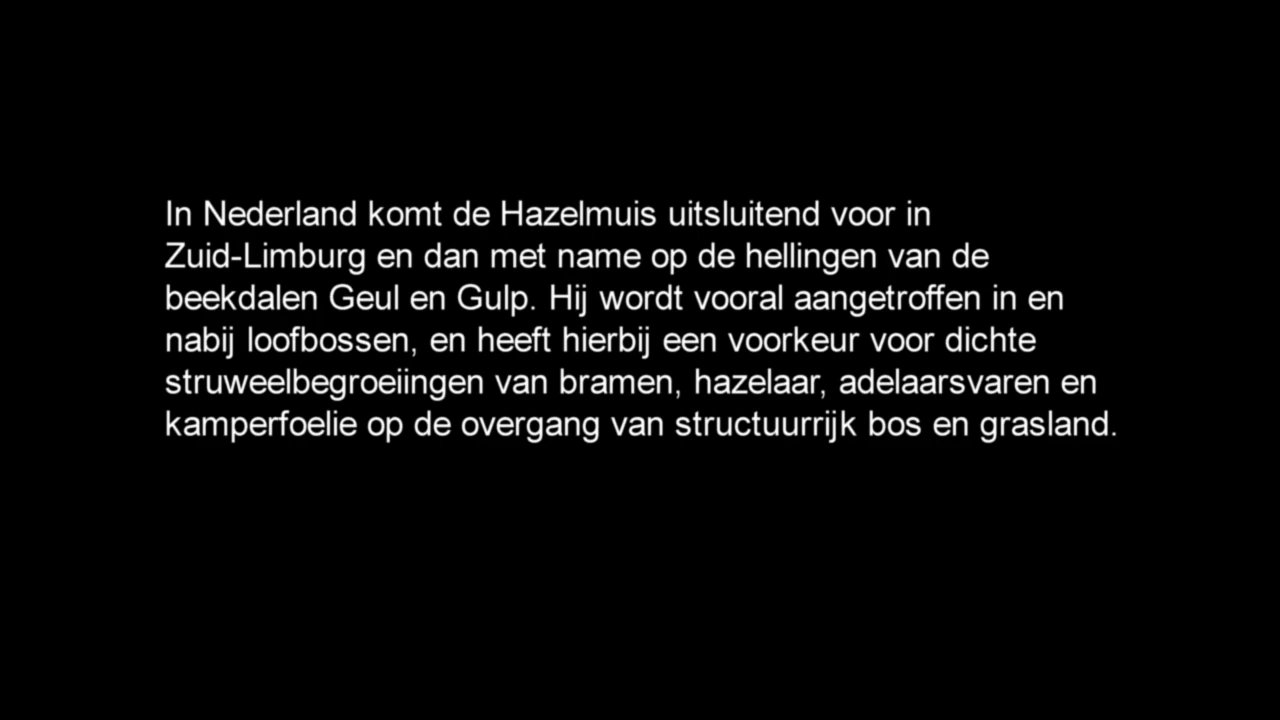 In Nederland komt de Hazelmuis uitsluitend voor in
Zuid-Limburg en dan met name op de hellingen van de
beekdalen Geul en Gulp. Hij wordt vooral aangetroffen in en
nabij loofbossen, en heeft hierbij een voorkeur voor dichte
struweelbegroeiingen van bramen, hazelaar, adelaarsvaren en
kamperfoelie op de overgang van structuurrijk bos en grasland.